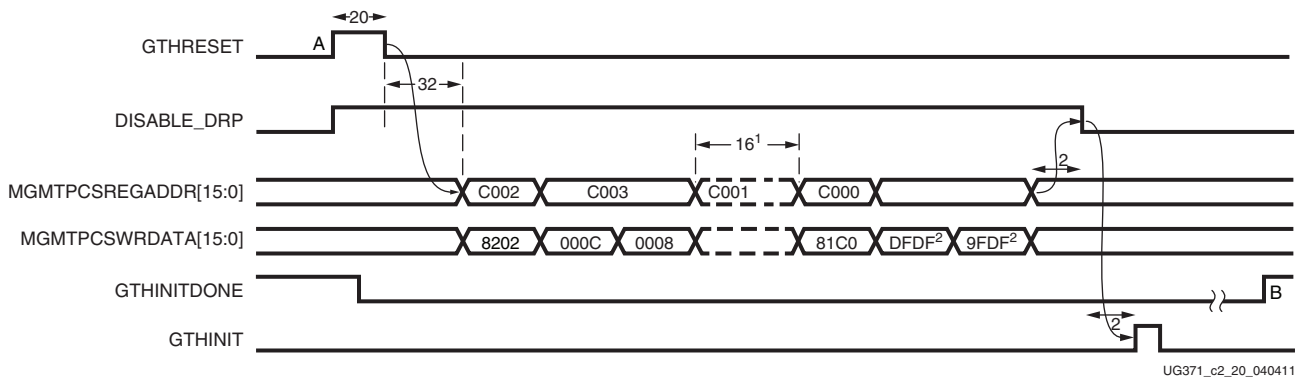 20
GTHRESET
A
32
DISABLE_DRP
16¹
2
MGMTPCSREGADDR[15:0]
C002
C003
C001
C000
MGMTPCSWRDATA[15:0]
8202
000C
0008
81C0
DFDF²
9FDF²
GTHINITDONE
B
2
GTHINIT
UG371_c2_20_040411